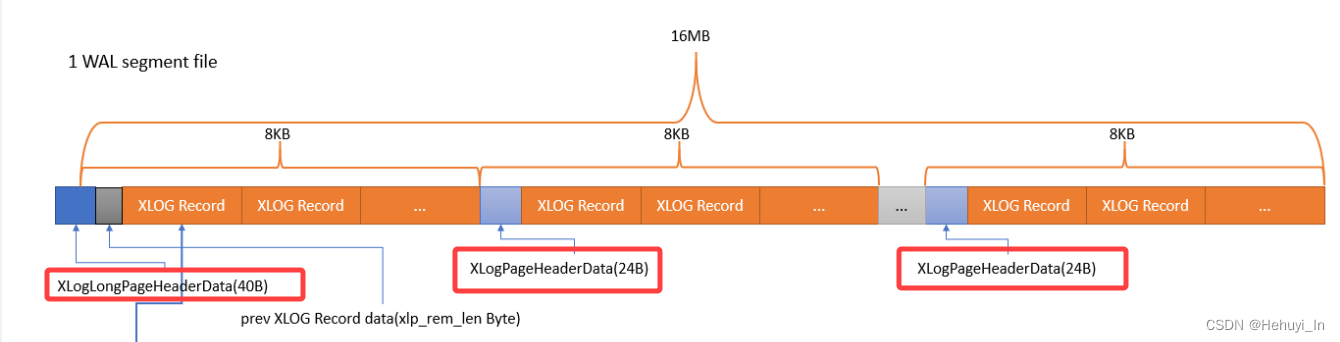 16MB
1 WAL segment file
8KB
8KB
8KB
XLOG Record
XLOG Record
...
XLOG Record
XLOG Record
...
...
XLOG Record
XLOG Record
...
XLogLongPageHeaderData(40B)
XLogPageHeaderData(24B)
XLogPageHeaderData(24B)
prev XLOG Record data(xlp_rem_len Byte)
CSDN @Hehuyi_In